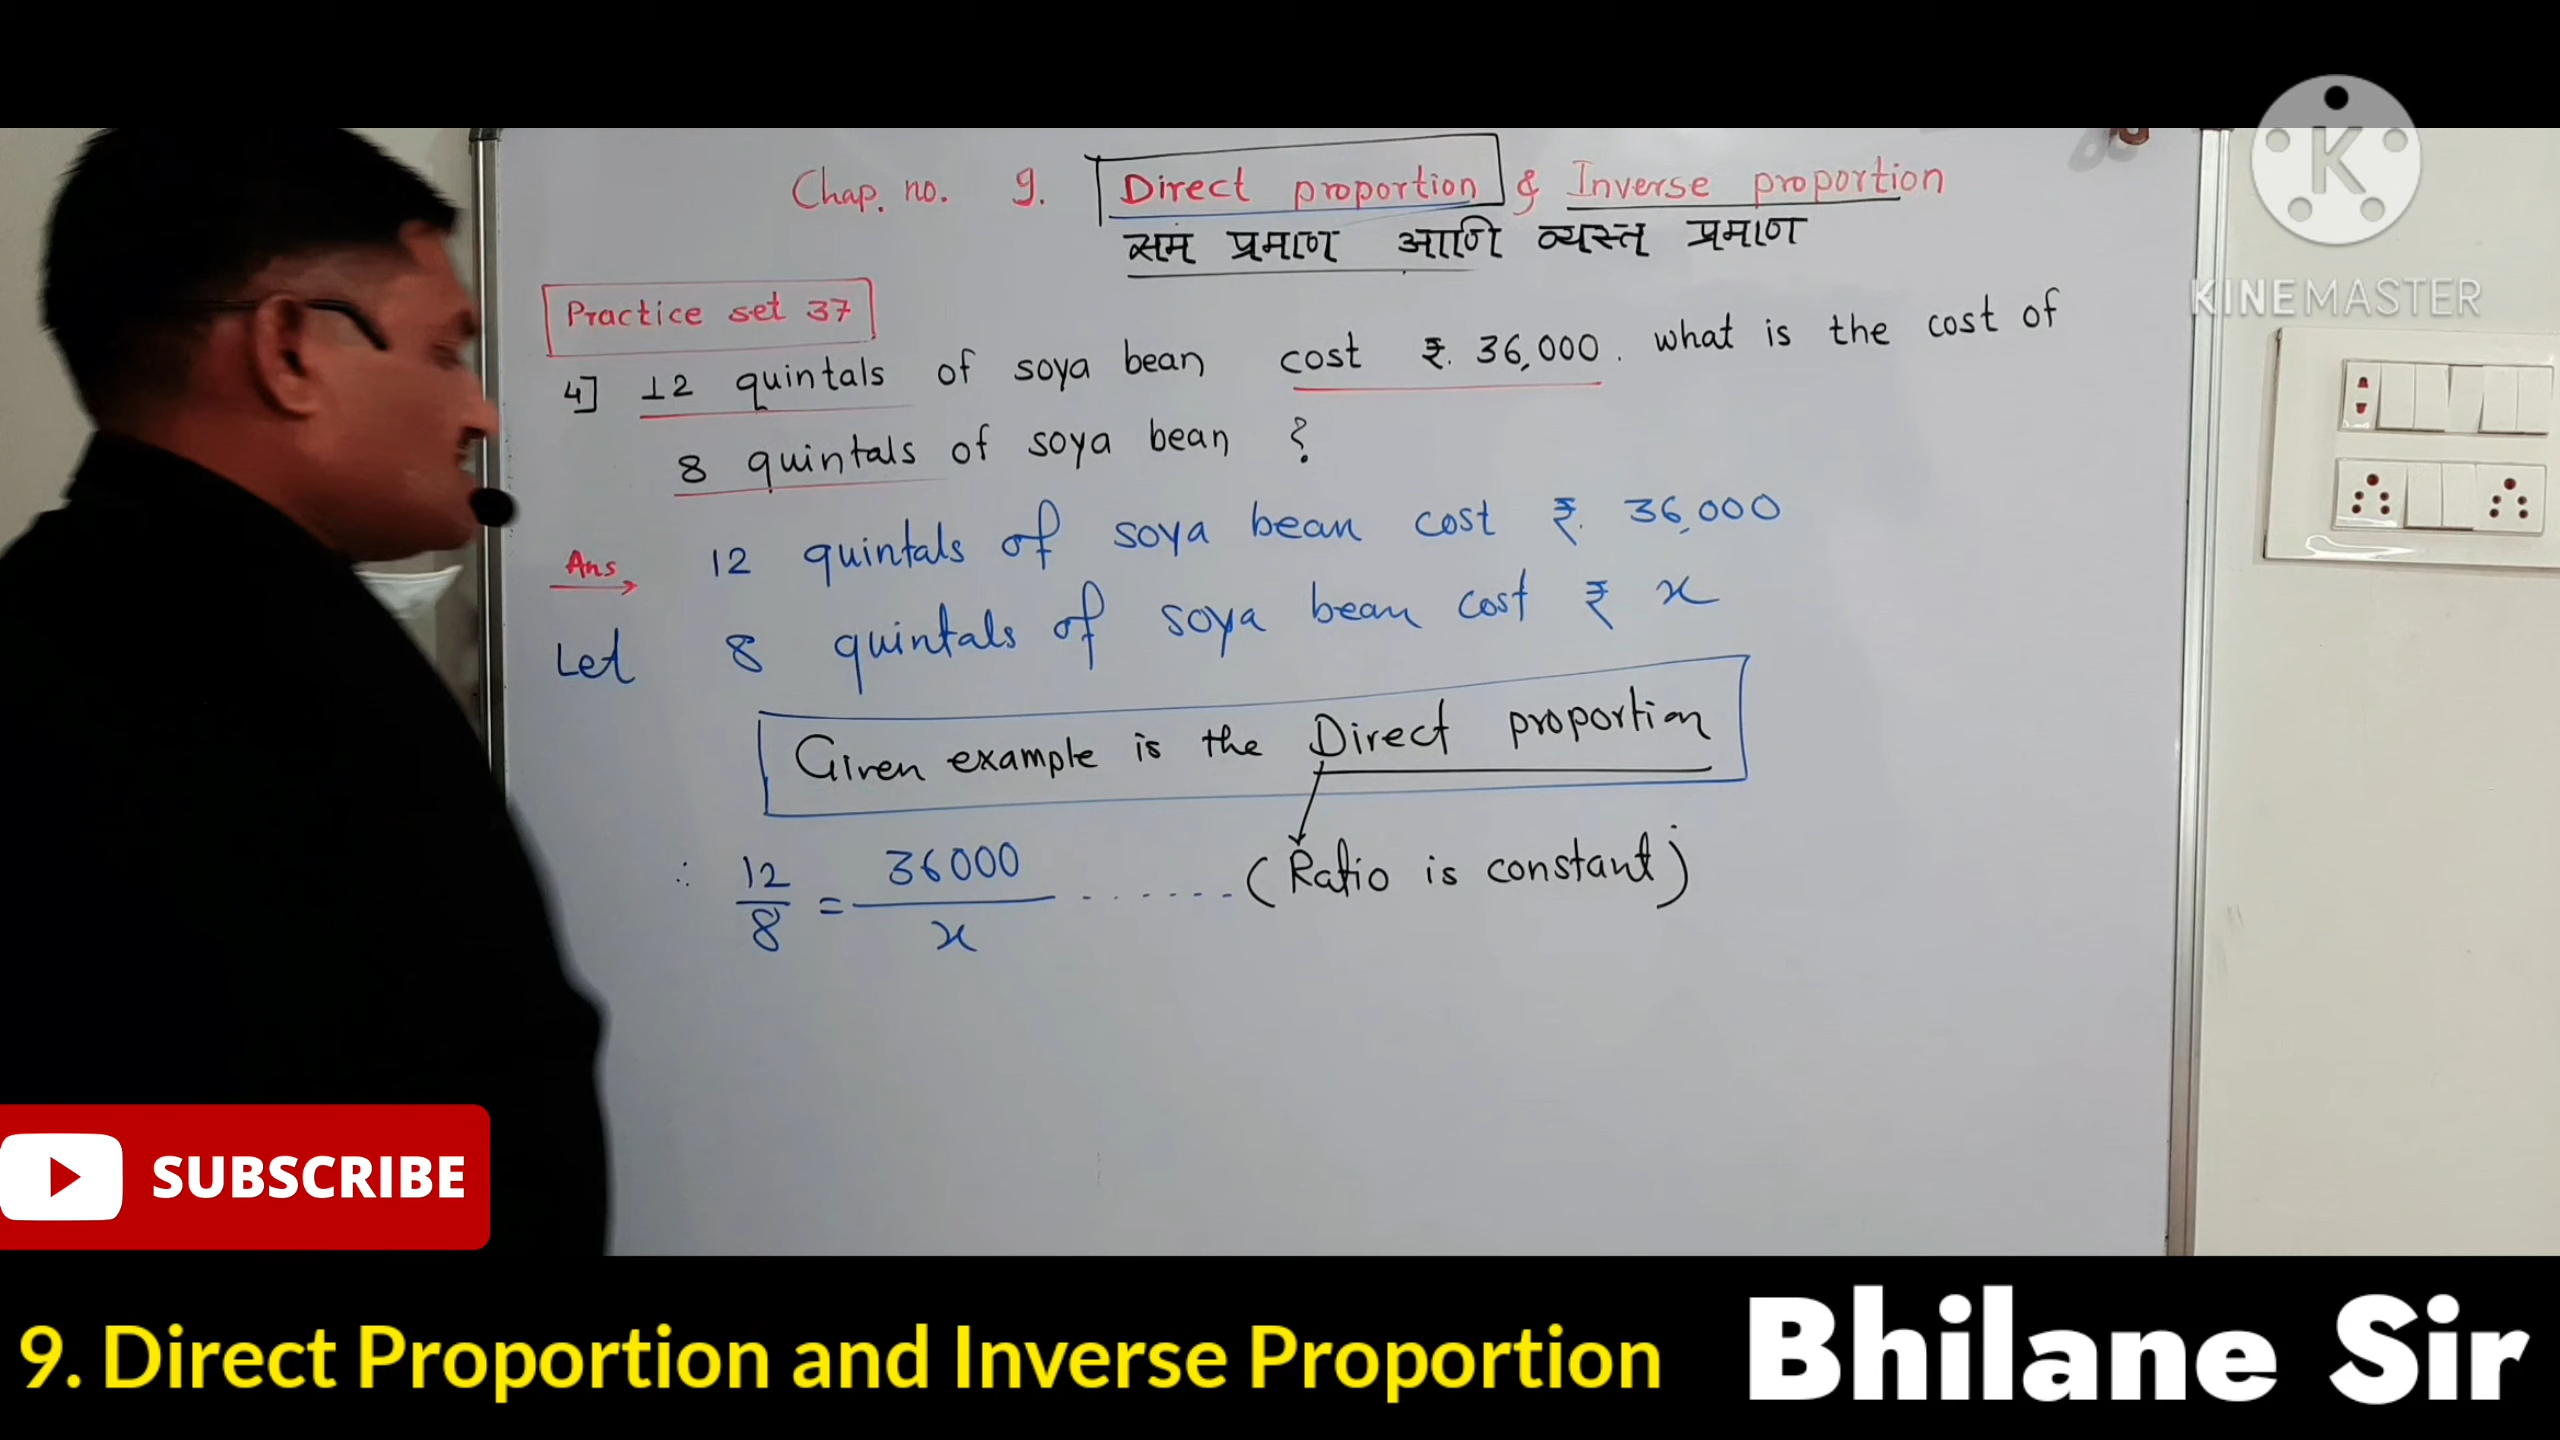 Chap. no. 9. Direct proportion & Inverse proportion
सम प्रमाण आणि व्यस्त प्रमाण
Practice set 37
4] 12 quintals of soya bean cost ₹. 36,000. what is the cost of
8 quintals of soya bean ?
Ans 12 quintals of soya bean cost ₹. 36,000
Let 8 quintals of soya bean cost ₹ x
Given example is the Direct proportion
∴ 12/8 = 36000/x ....... (Ratio is constant)
K
KINEMASTER
SUBSCRIBE
9. Direct Proportion and Inverse Proportion
Bhilane Sir